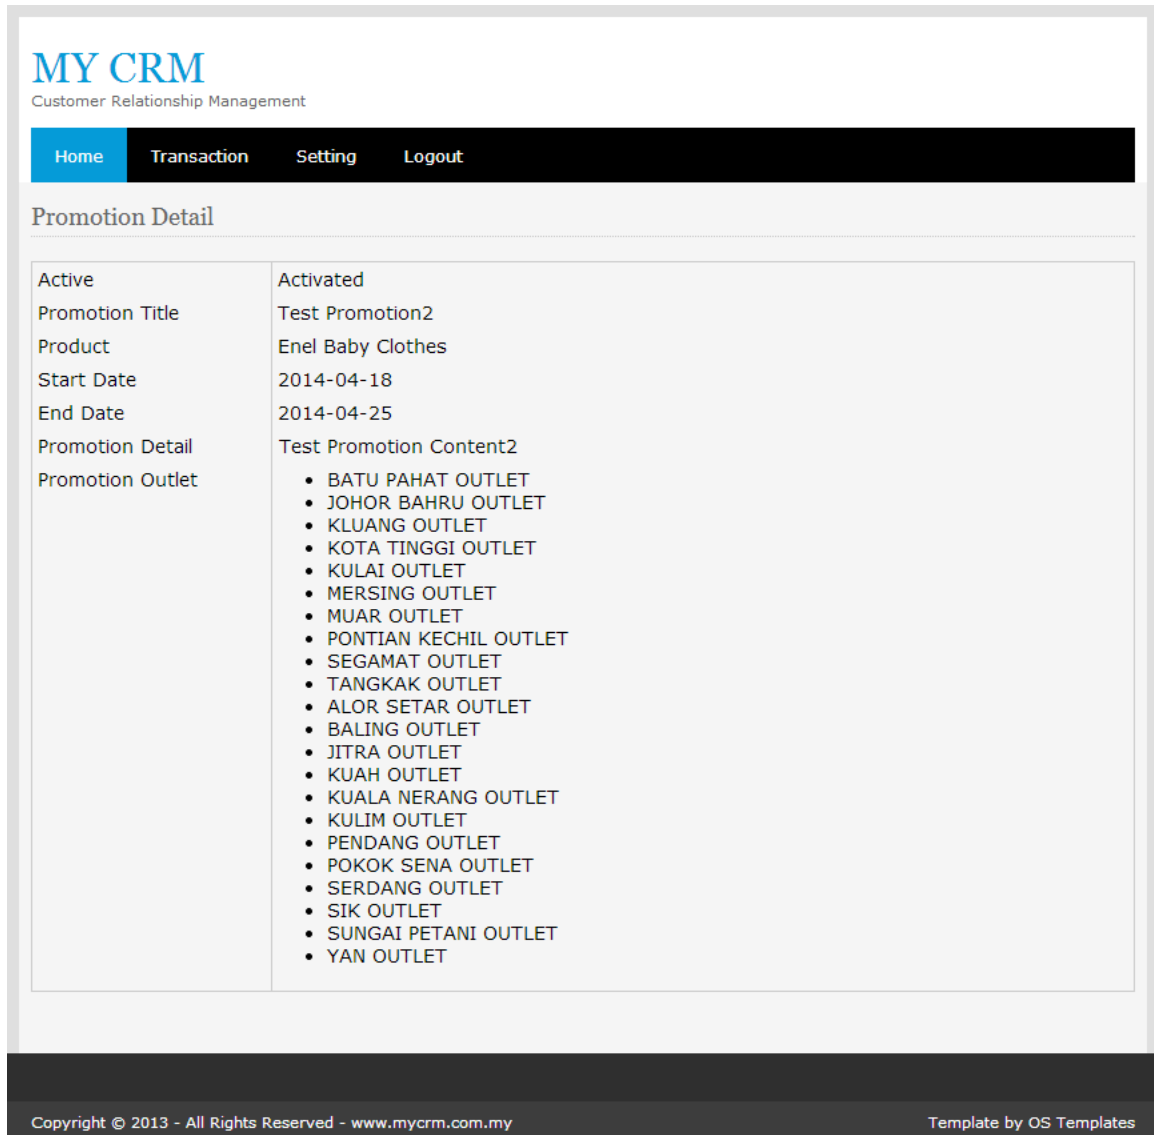 MY CRM
Customer Relationship Management
Home Transaction Setting Logout
Promotion Detail
Active Activated
Promotion Title Test Promotion2
Product Enel Baby Clothes
Start Date 2014-04-18
End Date 2014-04-25
Promotion Detail Test Promotion Content2
Promotion Outlet • BATU PAHAT OUTLET
• JOHOR BAHRU OUTLET
• KLUANG OUTLET
• KOTA TINGGI OUTLET
• KULAI OUTLET
• MERSING OUTLET
• MUAR OUTLET
• PONTIAN KECHIL OUTLET
• SEGAMAT OUTLET
• TANGKAK OUTLET
• ALOR SETAR OUTLET
• BALING OUTLET
• JITRA OUTLET
• KUAH OUTLET
• KUALA NERANG OUTLET
• KULIM OUTLET
• PENDANG OUTLET
• POKOK SENA OUTLET
• SERDANG OUTLET
• SIK OUTLET
• SUNGAI PETANI OUTLET
• YAN OUTLET
Copyright © 2013 - All Rights Reserved - www.mycrm.com.my Template by OS Templates